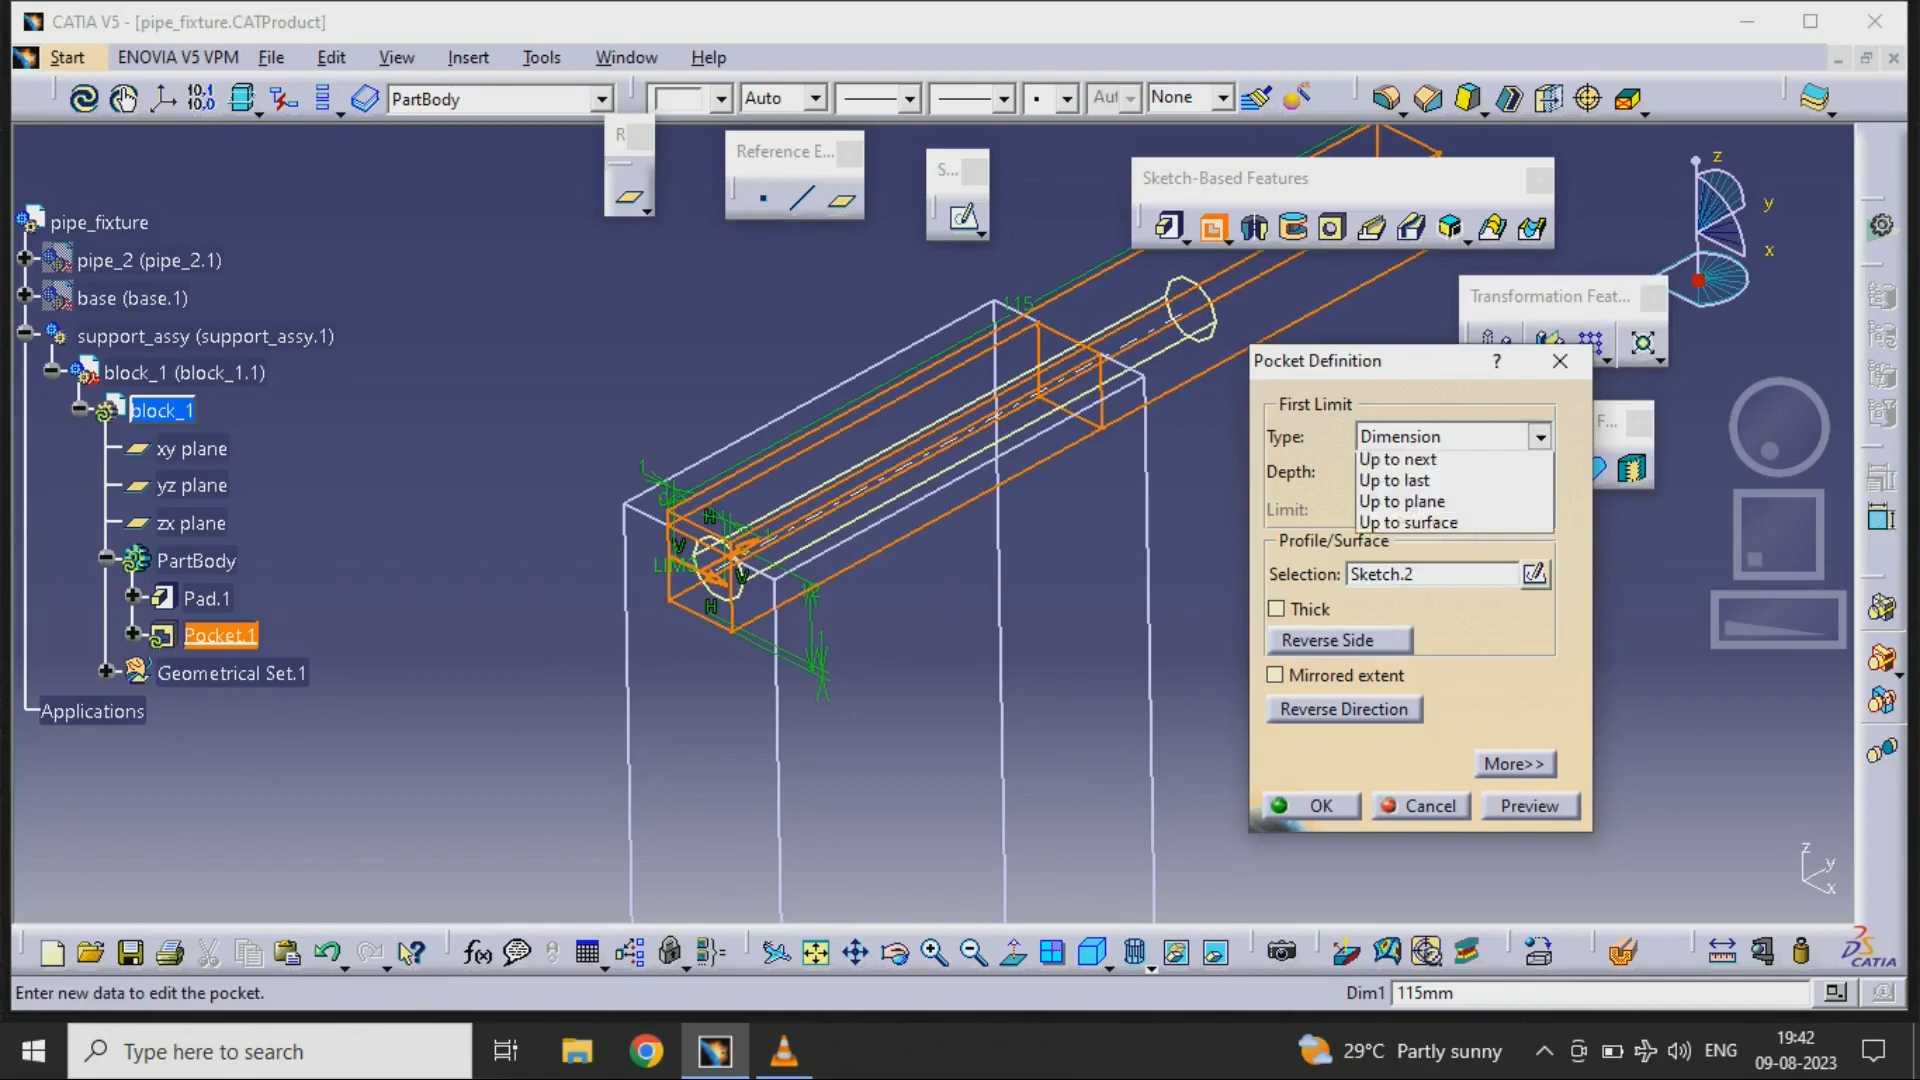 CATIA V5 - [pipe_fixture.CATProduct]
Start ENOVIA V5 VPM File Edit View Insert Tools Window Help
PartBody
Auto
Aut
None
R
Reference E...
S...
Sketch-Based Features
Transformation Feat...
F...
z
y
x
pipe_fixture
pipe_2 (pipe_2.1)
base (base.1)
support_assy (support_assy.1)
block_1 (block_1.1)
block_1
xy plane
yz plane
zx plane
PartBody
Pad.1
Pocket.1
Geometrical Set.1
Applications
115
1
H
V
V
H
12
Pocket Definition ?
First Limit
Type: Dimension
Up to next
Up to last
Up to plane
Up to surface
Depth:
Limit:
Profile/Surface
Selection: Sketch.2
Thick
Reverse Side
Mirrored extent
Reverse Direction
More>>
OK Cancel Preview
z
y
x
CATIA
Enter new data to edit the pocket.
Dim1 115mm
Type here to search
29°C Partly sunny
ENG
19:42
09-08-2023